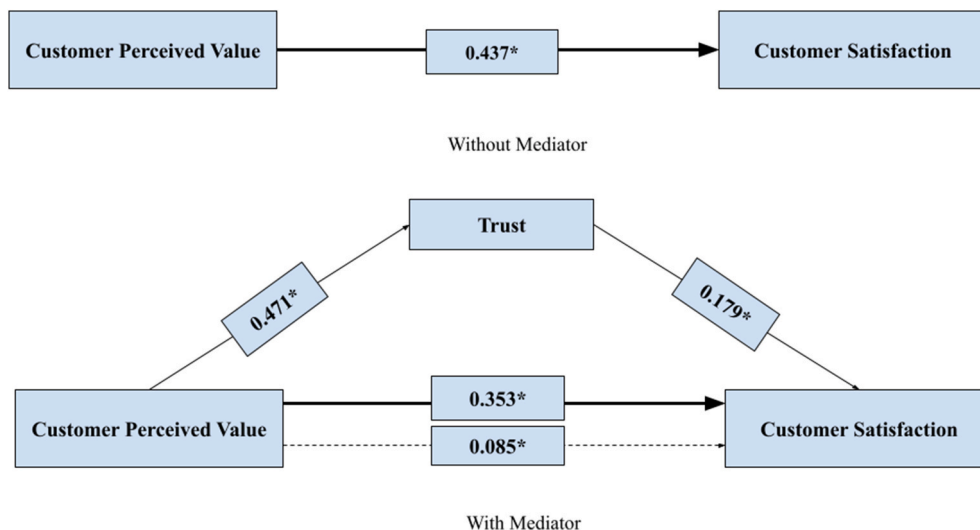 Customer Perceived Value
0.437*
Customer Satisfaction
Without Mediator
Trust
0.471*
0.179*
Customer Perceived Value
0.353*
0.085*
Customer Satisfaction
With Mediator